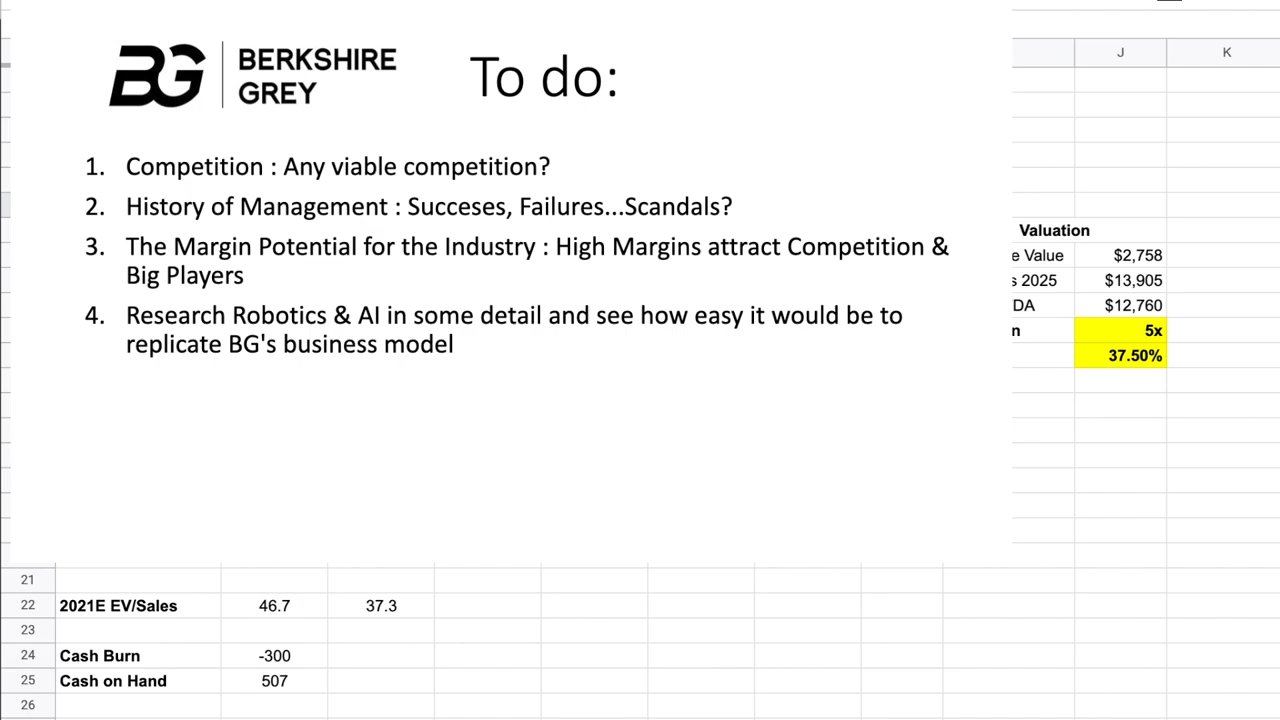 BG BERKSHIRE
GREY
To do:
1. Competition : Any viable competition?
2. History of Management : Succeses, Failures...Scandals?
3. The Margin Potential for the Industry : High Margins attract Competition &
Big Players
4. Research Robotics & AI in some detail and see how easy it would be to
replicate BG's business model
J K
Valuation
e Value $2,758
s 2025 $13,905
DA $12,760
n 5x
37.50%
21
22 2021E EV/Sales 46.7 37.3
23
24 Cash Burn -300
25 Cash on Hand 507
26